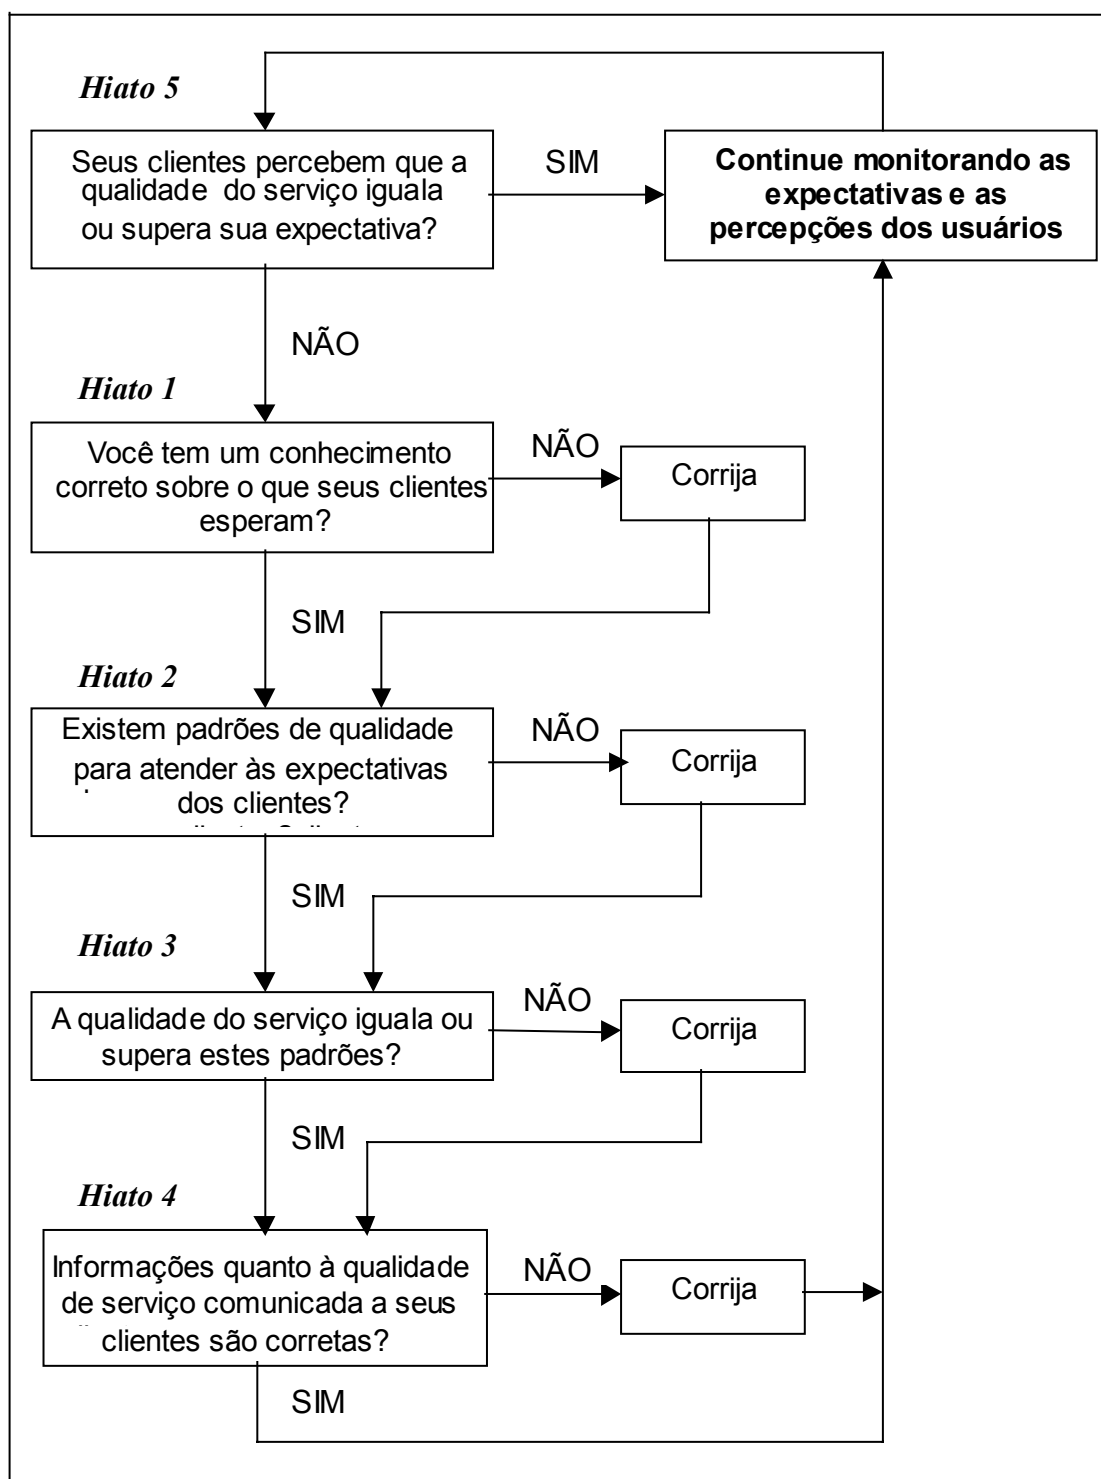 Hiato 5
Seus clientes percebem que a
qualidade do serviço iguala
ou supera sua expectativa?
SIM
Continue monitorando as
expectativas e as
percepções dos usuários
NÃO
Hiato 1
Você tem um conhecimento
correto sobre o que seus clientes
esperam?
NÃO
Corrija
SIM
Hiato 2
Existem padrões de qualidade
para atender às expectativas
dos clientes?
NÃO
Corrija
SIM
Hiato 3
A qualidade do serviço iguala ou
supera estes padrões?
NÃO
Corrija
SIM
Hiato 4
Informações quanto à qualidade
de serviço comunicada a seus
clientes são corretas?
NÃO
Corrija
SIM